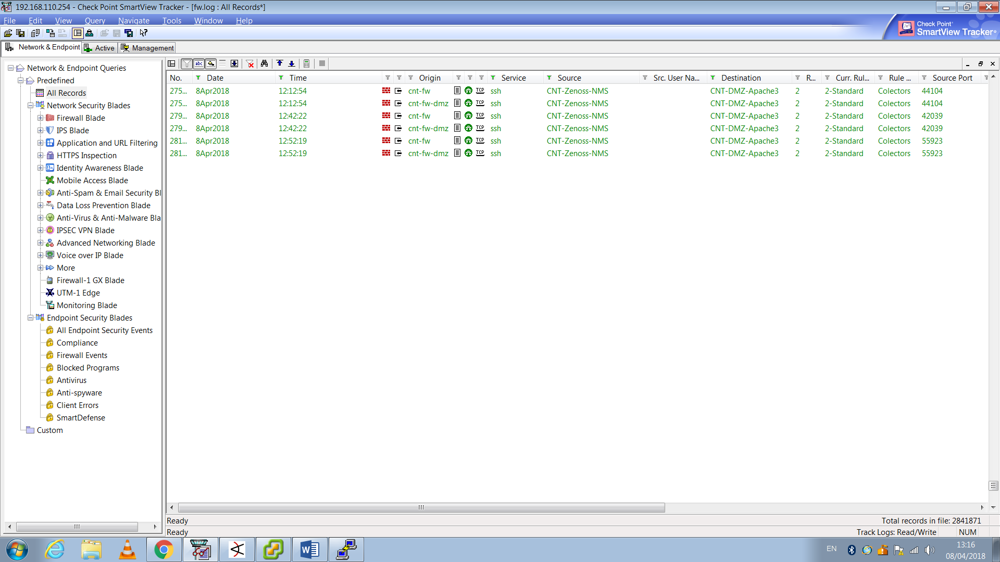 192.168.110.254 - Check Point SmartView Tracker - [fw.log : All Records*]
File Edit View Query Navigate Tools Window Help
Check Point
SmartView Tracker
Network & Endpoint Active Management
Network & Endpoint Queries
Predefined
All Records
Network Security Blades
Firewall Blade
IPS Blade
Application and URL Filtering
HTTPS Inspection
Identity Awareness Blade
Mobile Access Blade
Anti-Spam & Email Security Bl
Data Loss Prevention Blade
Anti-Virus & Anti-Malware Bla
IPSEC VPN Blade
Advanced Networking Blade
Voice over IP Blade
More
Firewall-1 GX Blade
UTM-1 Edge
Monitoring Blade
Endpoint Security Blades
All Endpoint Security Events
Compliance
Firewall Events
Blocked Programs
Antivirus
Anti-spyware
Client Errors
SmartDefense
Custom
abc
No. Date Time Origin Service Source Src. User Na... Destination R... Curr. Rul... Rule ... Source Port
275... 8Apr2018 12:12:54 cnt-fw TCP ssh CNT-Zenoss-NMS CNT-DMZ-Apache3 2 2-Standard Colectors 44104
275... 8Apr2018 12:12:54 cnt-fw-dmz TCP ssh CNT-Zenoss-NMS CNT-DMZ-Apache3 2 2-Standard Colectors 44104
279... 8Apr2018 12:42:22 cnt-fw TCP ssh CNT-Zenoss-NMS CNT-DMZ-Apache3 2 2-Standard Colectors 42039
279... 8Apr2018 12:42:22 cnt-fw-dmz TCP ssh CNT-Zenoss-NMS CNT-DMZ-Apache3 2 2-Standard Colectors 42039
281... 8Apr2018 12:52:19 cnt-fw TCP ssh CNT-Zenoss-NMS CNT-DMZ-Apache3 2 2-Standard Colectors 55923
281... 8Apr2018 12:52:19 cnt-fw-dmz TCP ssh CNT-Zenoss-NMS CNT-DMZ-Apache3 2 2-Standard Colectors 55923
Ready Total records in file: 2841871
Ready Track Logs: Read/Write NUM
EN 13:16
08/04/2018